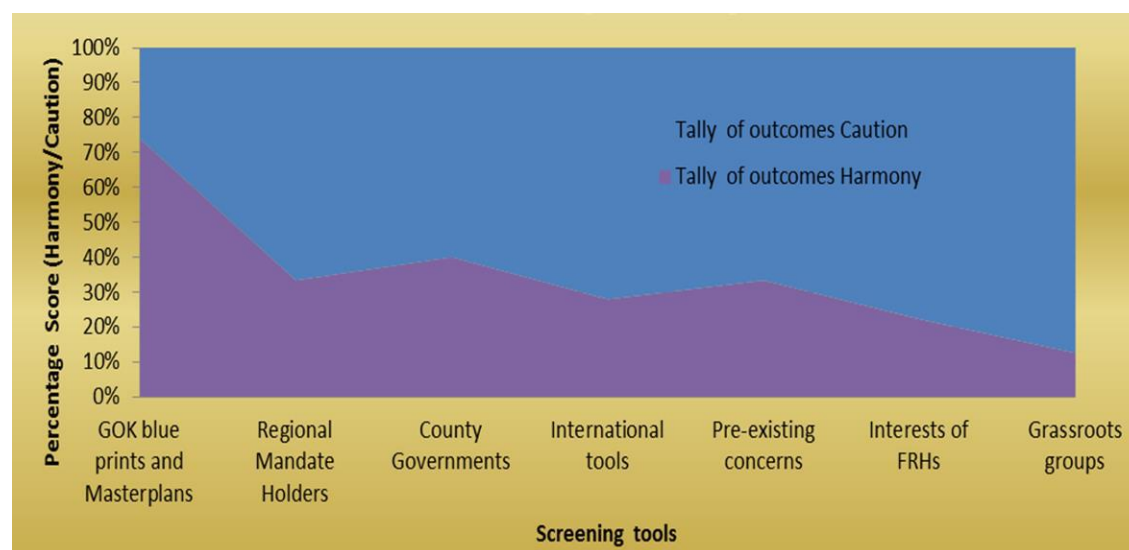 Percentage Score (Harmony/Caution)
100%
90%
80%
70%
60%
50%
40%
30%
20%
10%
0%
Tally of outcomes Caution
Tally of outcomes Harmony
GOK blue
prints and
Masterplans
Regional
Mandate
Holders
County
Governments
International
tools
Pre-existing
concerns
Interests of
FRHs
Grassroots
groups
Screening tools